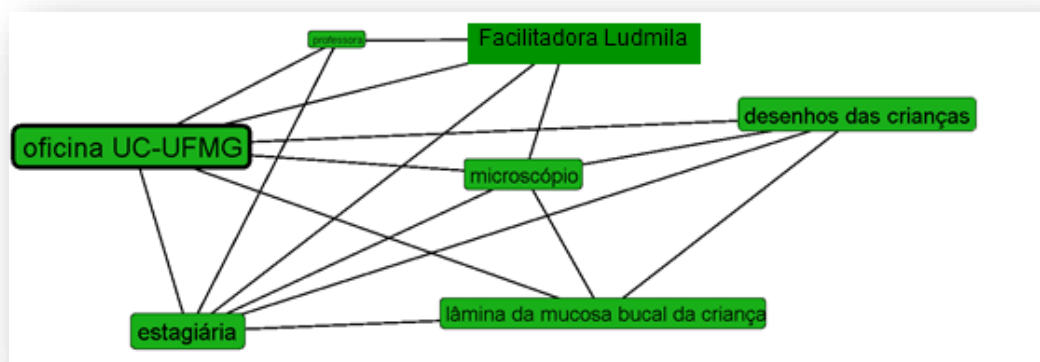 professora
Facilitadora Ludmila
desenhos das crianças
oficina UC-UFMG
microscópio
lâmina da mucosa bucal da criança
estagiária